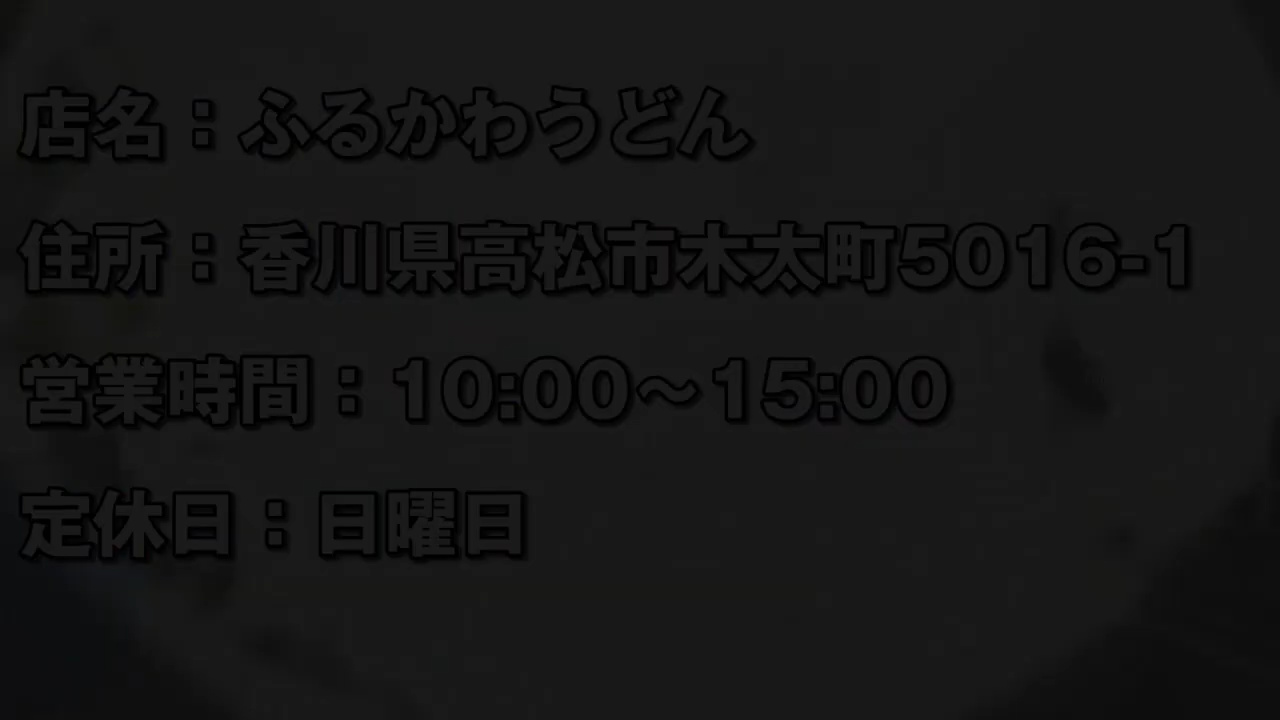 店名：ふるかわうどん
住所：香川県高松市木太町5016-1
営業時間：10:00～15:00
定休日：日曜日